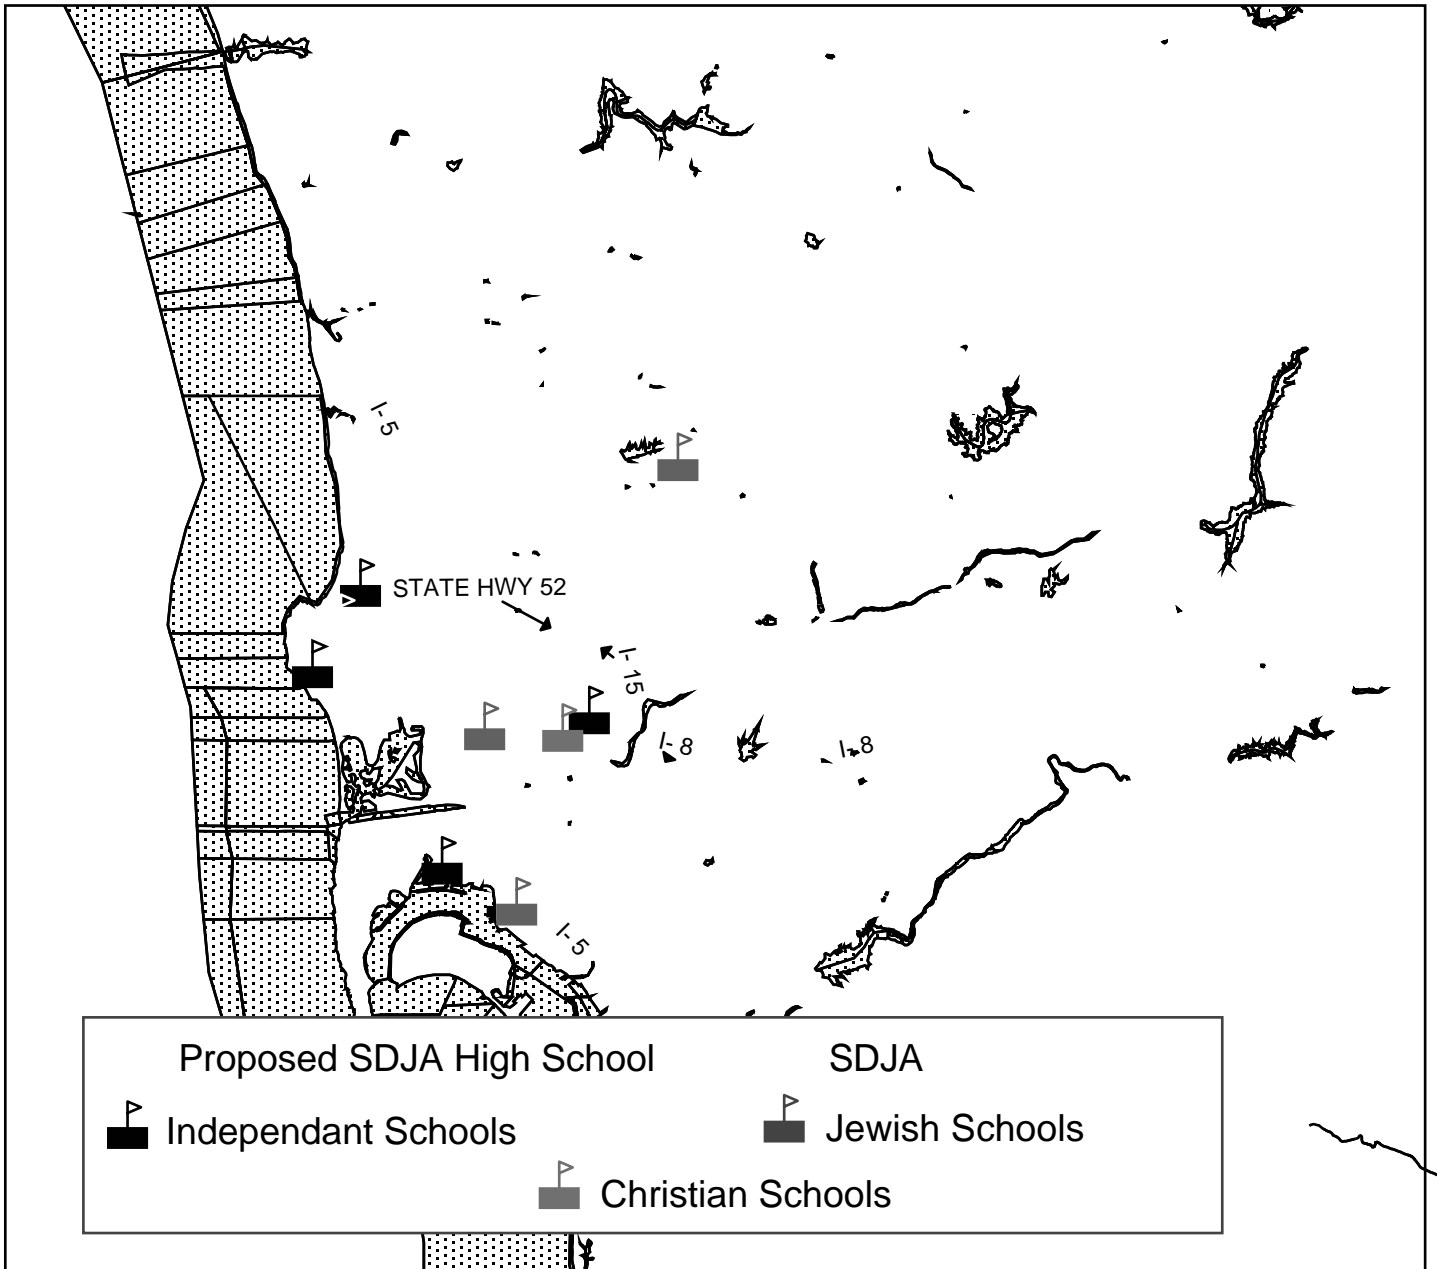 I-5
STATE HWY 52
I-15
I-8
I-8
I-5
Proposed SDJA High School
SDJA
Independant Schools
Jewish Schools
Christian Schools